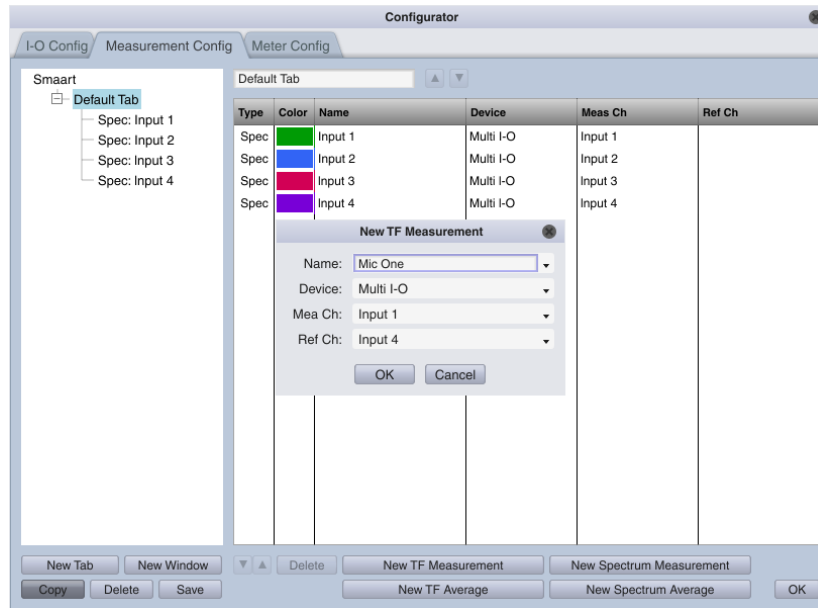 Configurator
I-O Config Measurement Config Meter Config
Smaart
Default Tab
Spec: Input 1
Spec: Input 2
Spec: Input 3
Spec: Input 4
Default Tab
Type Color Name Device Meas Ch Ref Ch
Spec Input 1 Multi I-O Input 1
Spec Input 2 Multi I-O Input 2
Spec Input 3 Multi I-O Input 3
Spec Input 4 Multi I-O Input 4
New TF Measurement
Name: Mic One
Device: Multi I-O
Mea Ch: Input 1
Ref Ch: Input 4
OK Cancel
New Tab New Window Delete New TF Measurement New Spectrum Measurement
Copy Delete Save New TF Average New Spectrum Average OK